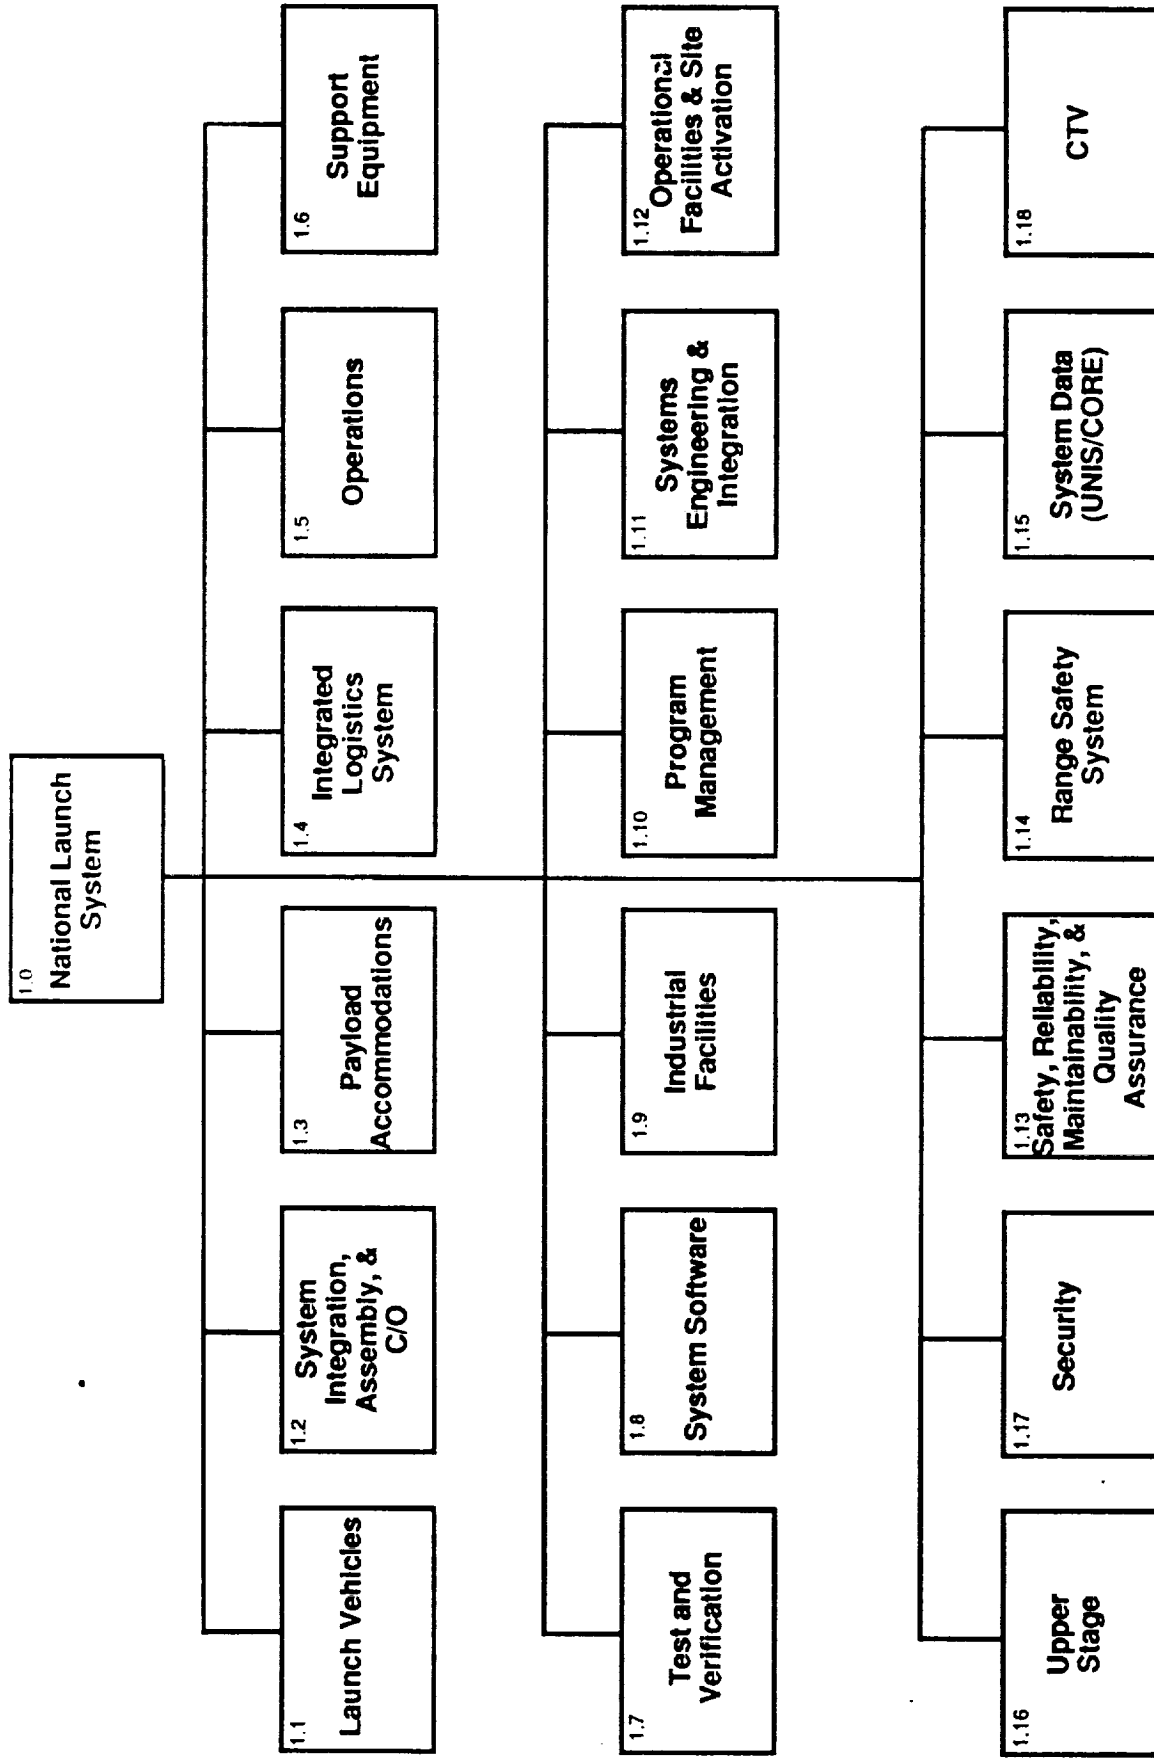 1.0
National Launch
System
1.1
Launch Vehicles
1.2
System
Integration,
Assembly, &
C/O
1.3
Payload
Accommodations
1.4
Integrated
Logistics
System
1.5
Operations
1.6
Support
Equipment
1.7
Test and
Verification
1.8
System Software
1.9
Industrial
Facilities
1.10
Program
Management
1.11
Systems
Engineering &
Integration
1.12
Operational
Facilities & Site
Activation
1.16
Upper
Stage
1.17
Security
1.13
Safety, Reliability,
Maintainability, &
Quality
Assurance
1.14
Range Safety
System
1.15
System Data
(UNIS/CORE)
1.18
CTV